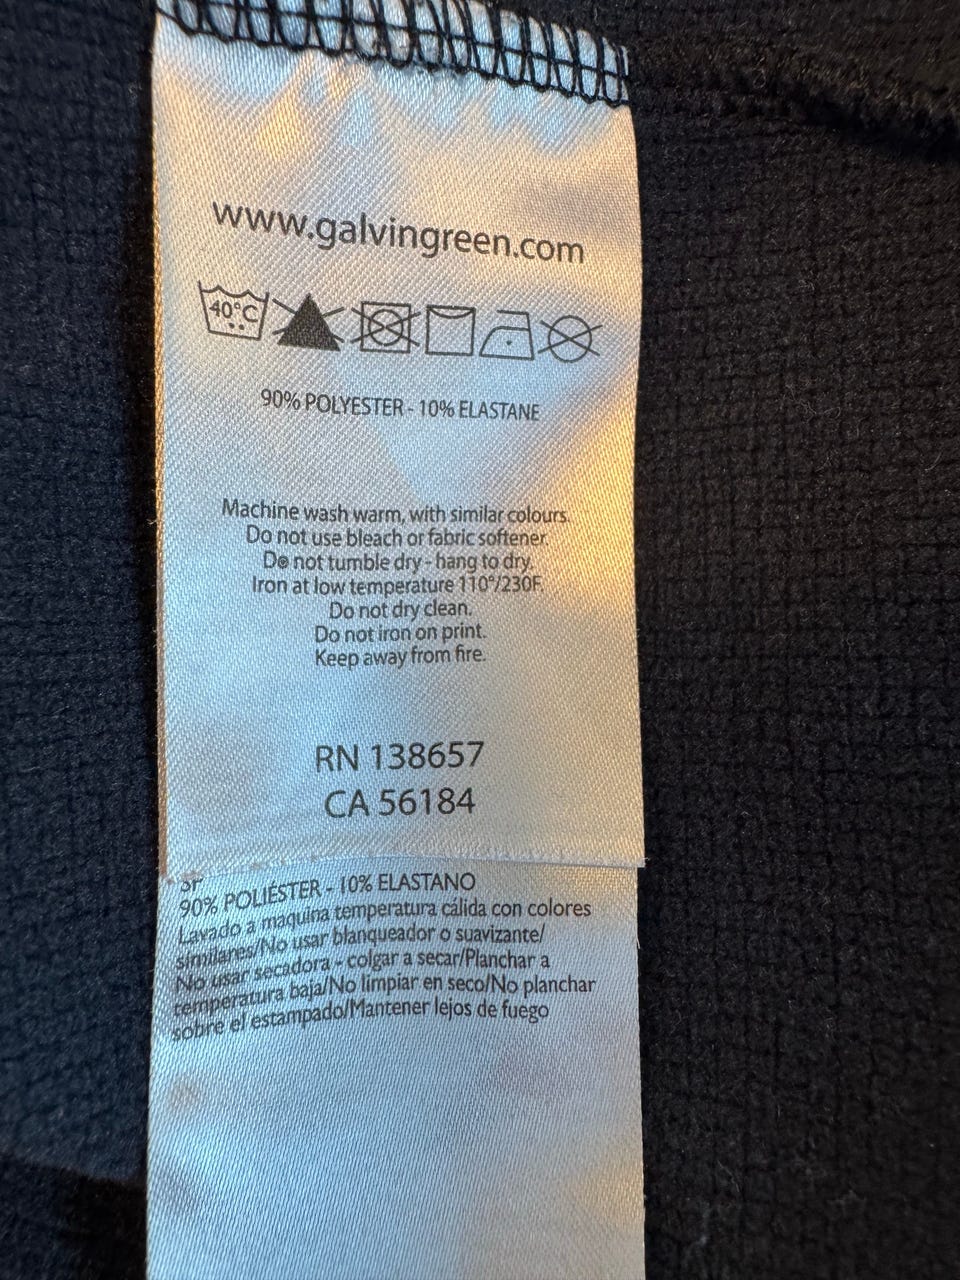 www.galvingreen.com
40°C
90% POLYESTER - 10% ELASTANE
Machine wash warm, with similar colours.
Do not use bleach or fabric softener.
Do not tumble dry - hang to dry.
Iron at low temperature 110°/230F.
Do not dry clean.
Do not iron on print.
Keep away from fire.
RN 138657
CA 56184
SP
90% POLIÉSTER - 10% ELASTANO
Lavado a maquina temperatura cálida con colores
similares/No usar blanqueador o suavizante/
No usar secadora - colgar a secar/Planchar a
temperatura baja/No limpiar en seco/No planchar
sobre el estampado/Mantener lejos de fuego